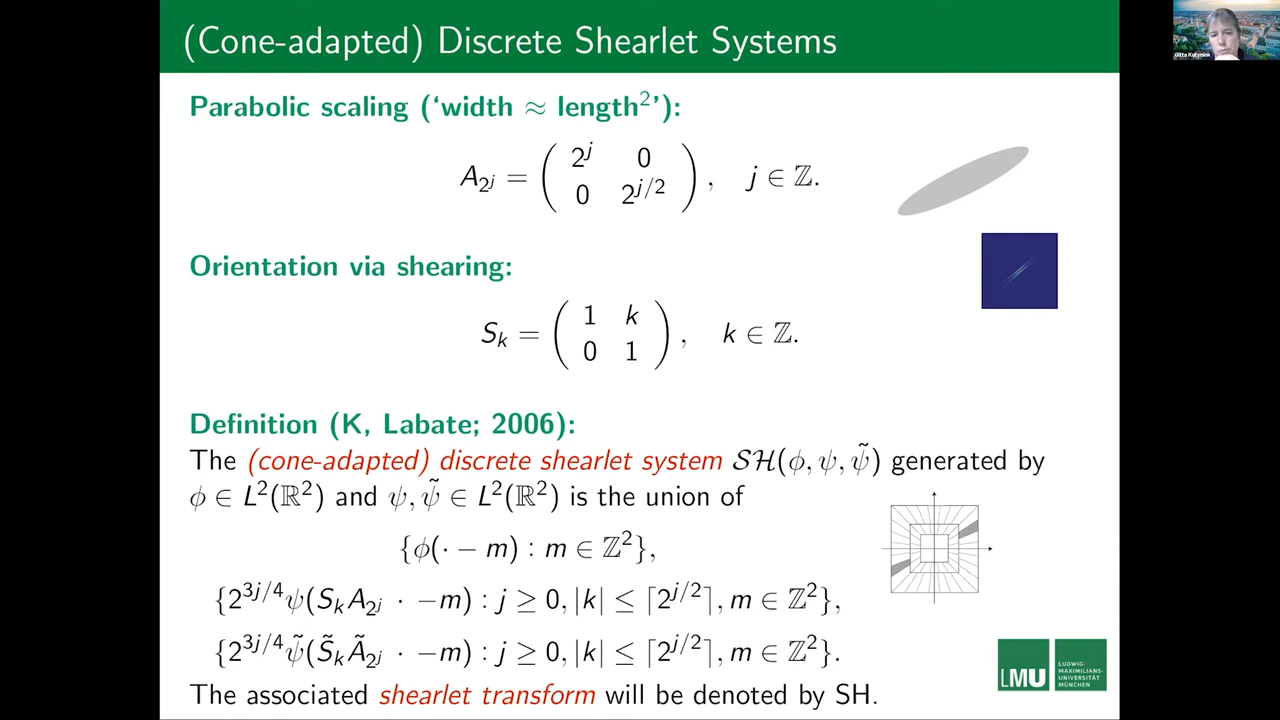 (Cone-adapted) Discrete Shearlet Systems
Gitta Kutyniok
Parabolic scaling (‘width ≈ length²’):
A_{2^j} = ( 2^j 0 ; 0 2^{j/2} ), j ∈ ℤ.
Orientation via shearing:
S_k = ( 1 k ; 0 1 ), k ∈ ℤ.
Definition (K, Labate; 2006):
The (cone-adapted) discrete shearlet system 𝒮ℋ(ϕ, ψ, ψ̃) generated by
ϕ ∈ L²(ℝ²) and ψ, ψ̃ ∈ L²(ℝ²) is the union of
{ϕ(· − m) : m ∈ ℤ²},
{2^{3j/4}ψ(S_k A_{2^j} · −m) : j ≥ 0, |k| ≤ ⌈2^{j/2}⌉, m ∈ ℤ²},
{2^{3j/4}ψ̃(S̃_k Ã_{2^j} · −m) : j ≥ 0, |k| ≤ ⌈2^{j/2}⌉, m ∈ ℤ²}.
The associated shearlet transform will be denoted by SH.
LMU
LUDWIG-
MAXIMILIANS-
UNIVERSITÄT
MÜNCHEN